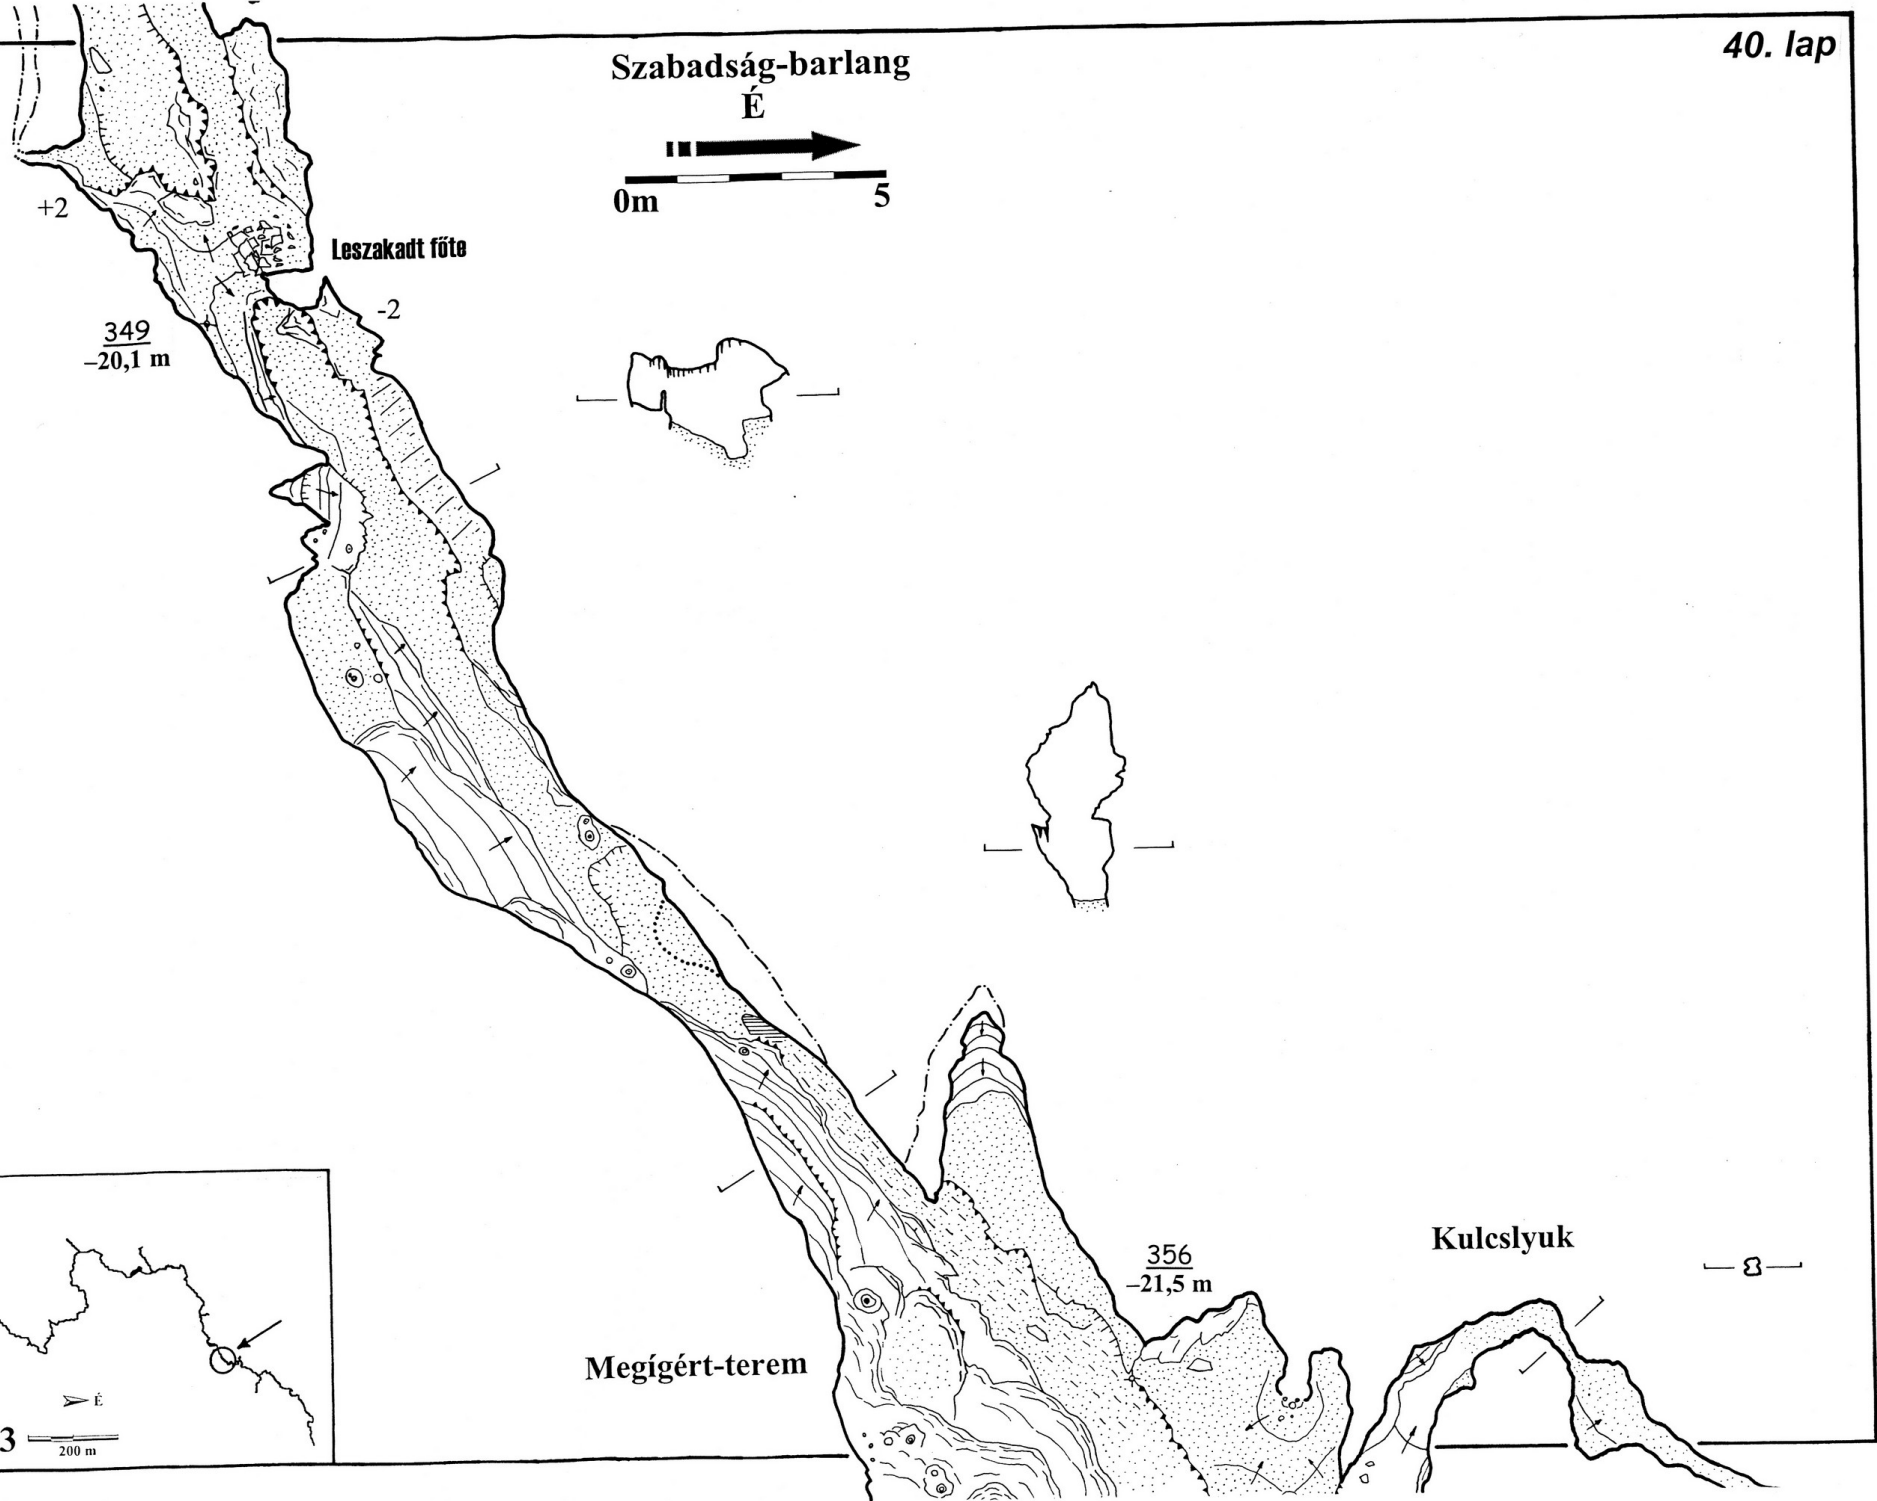 40. lap
Szabadság-barlang
É
0m 5
+2
Leszakadt főte
-2
349
–20,1 m
Kulcslyuk
356
–21,5 m
Megígért-terem
É
3
200 m